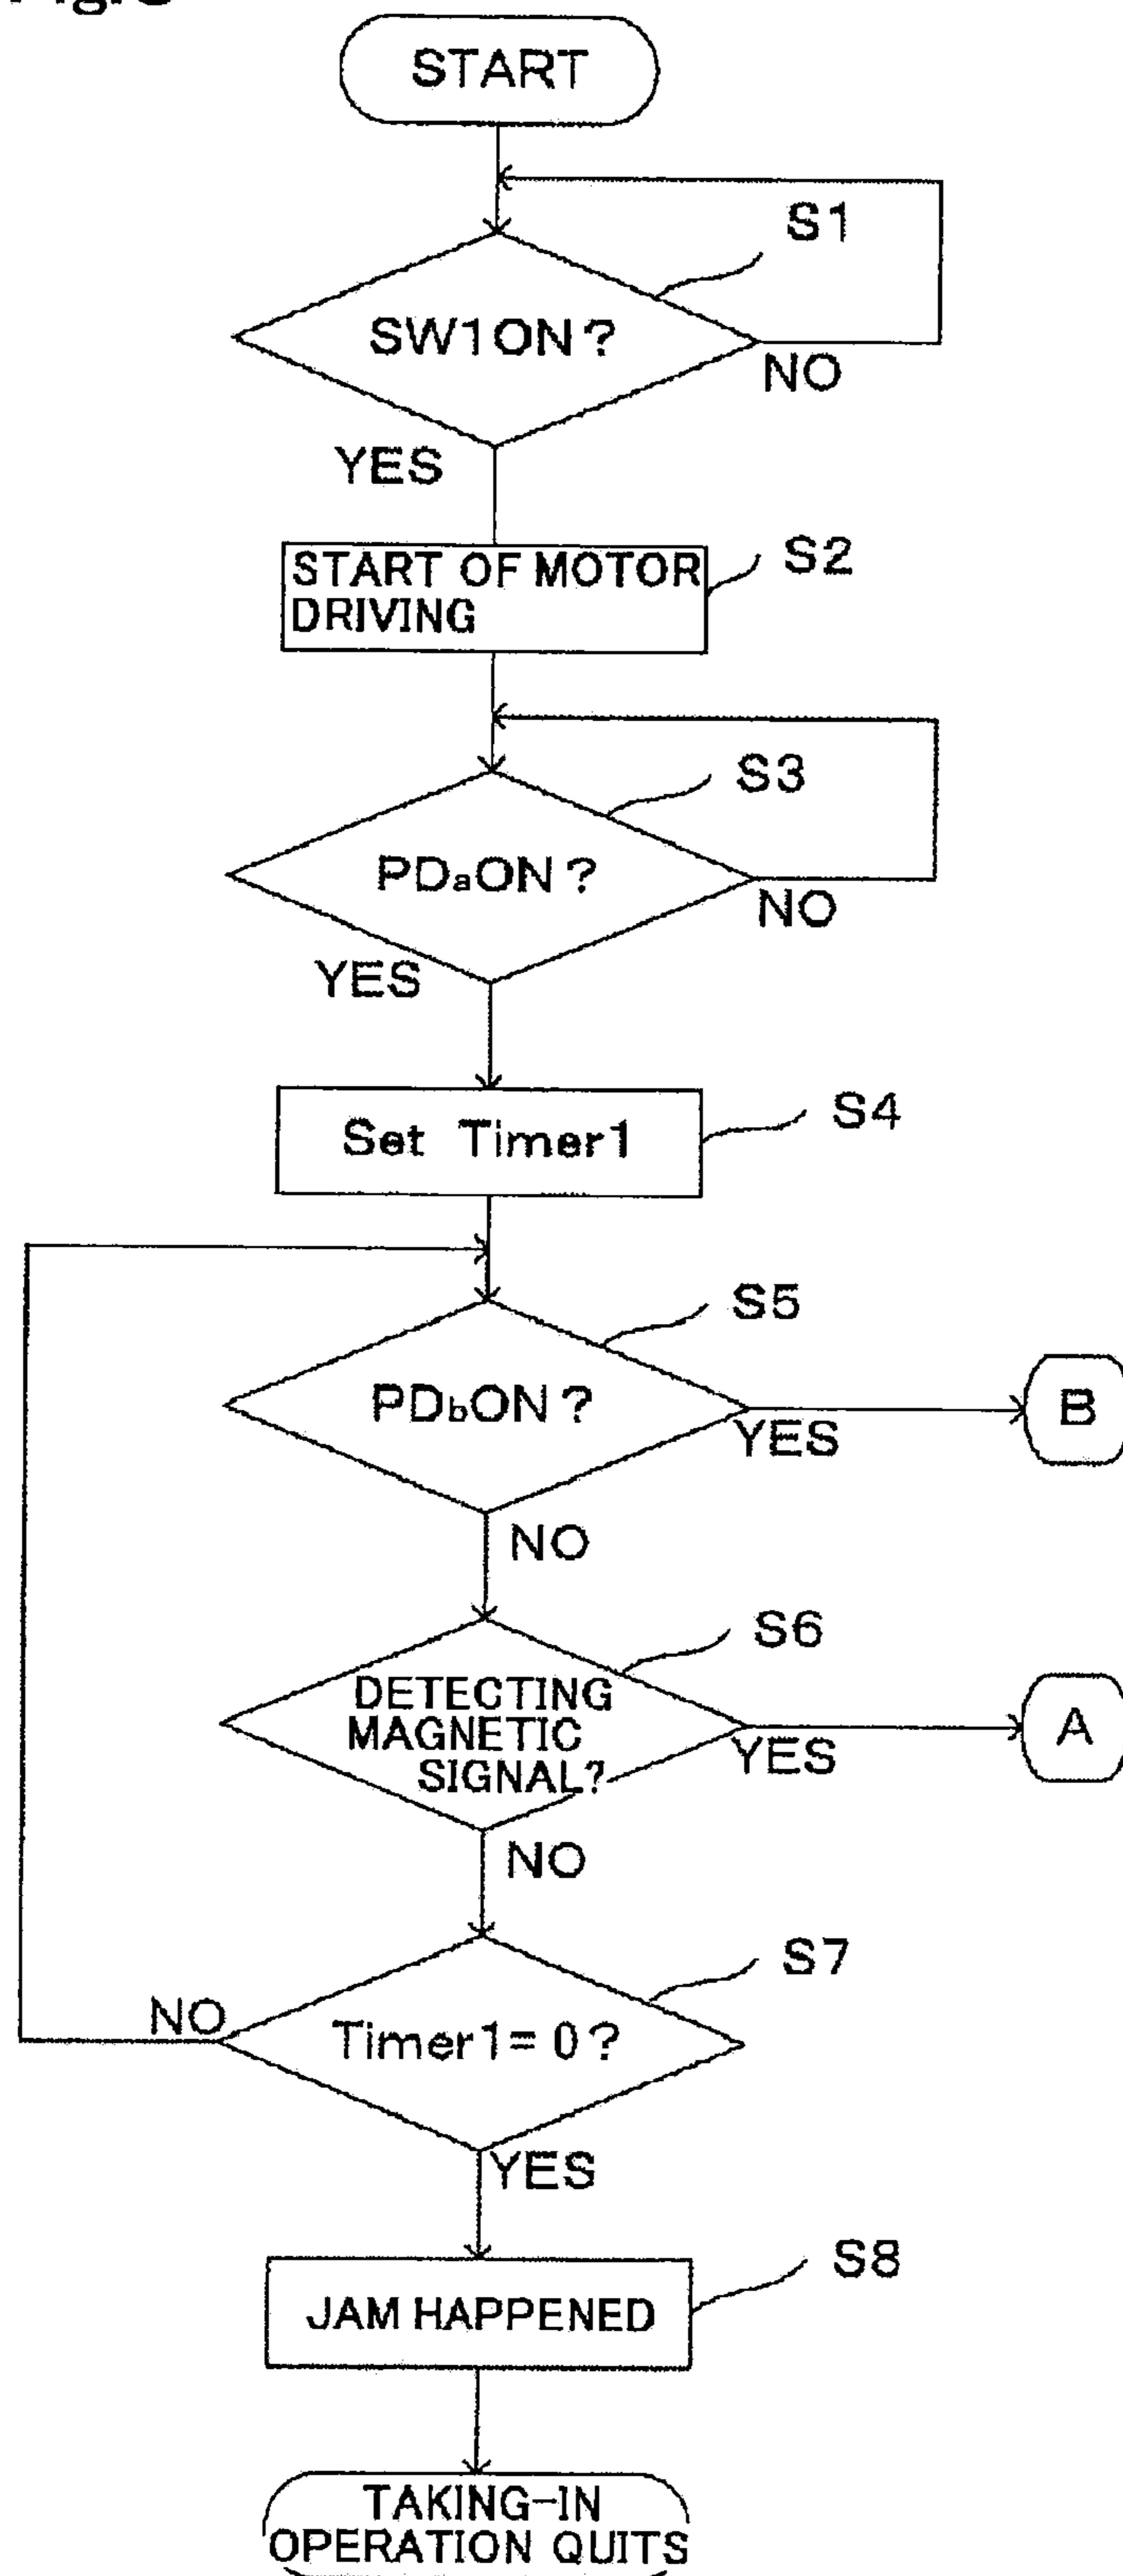 START
S1
SW1ON?
NO
YES
S2
START OF MOTOR
DRIVING
S3
PDaON?
NO
YES
S4
Set Timer1
S5
PDbON?
B
YES
NO
S6
DETECTING
MAGNETIC
SIGNAL?
A
YES
NO
S7
NO
Timer1=0?
YES
S8
JAM HAPPENED
TAKING-IN
OPERATION QUITS